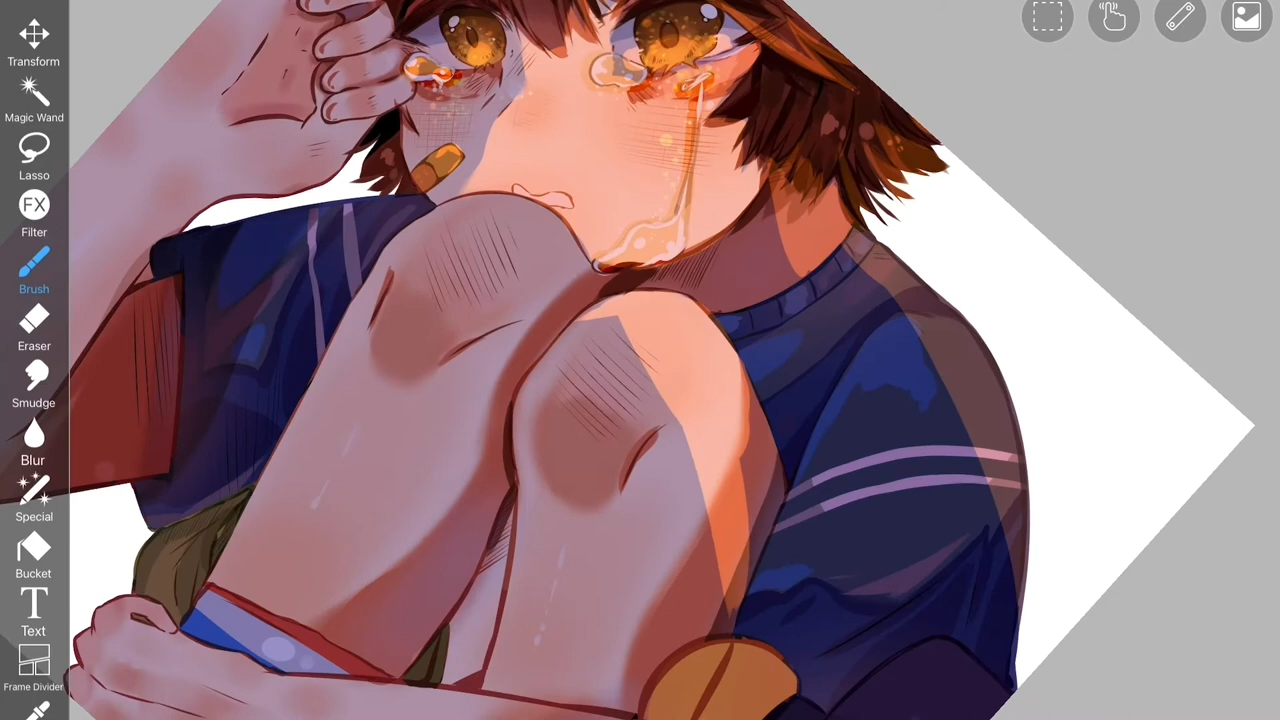 Transform
Magic Wand
Lasso
FX
Filter
Brush
Eraser
Smudge
Blur
Special
Bucket
T
Text
Frame Divider